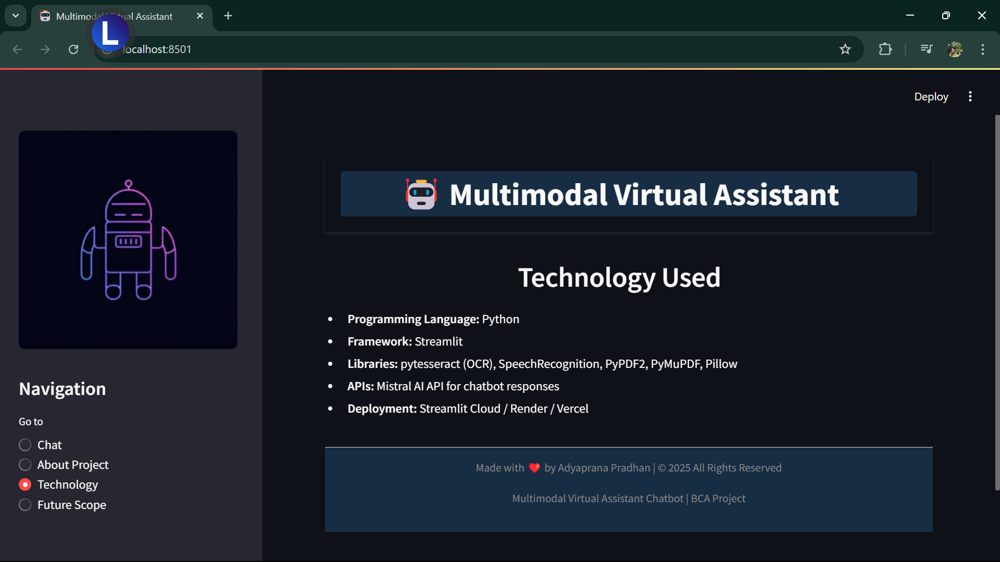 Multimodal Virtual Assistant
L
localhost:8501
Deploy
Multimodal Virtual Assistant
Technology Used
• Programming Language: Python
• Framework: Streamlit
• Libraries: pytesseract (OCR), SpeechRecognition, PyPDF2, PyMuPDF, Pillow
• APIs: Mistral AI API for chatbot responses
• Deployment: Streamlit Cloud / Render / Vercel
Made with ❤️ by Adyaprana Pradhan | © 2025 All Rights Reserved
Multimodal Virtual Assistant Chatbot | BCA Project
Navigation
Go to
Chat
About Project
Technology
Future Scope